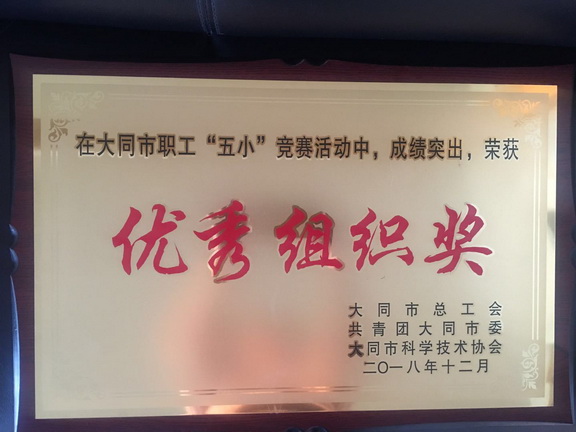 在大同市职工“五小”竞赛活动中，成绩突出，荣获
优秀组织奖
大同市总工会
共青团大同市委
大同市科学技术协会
二〇一八年十二月